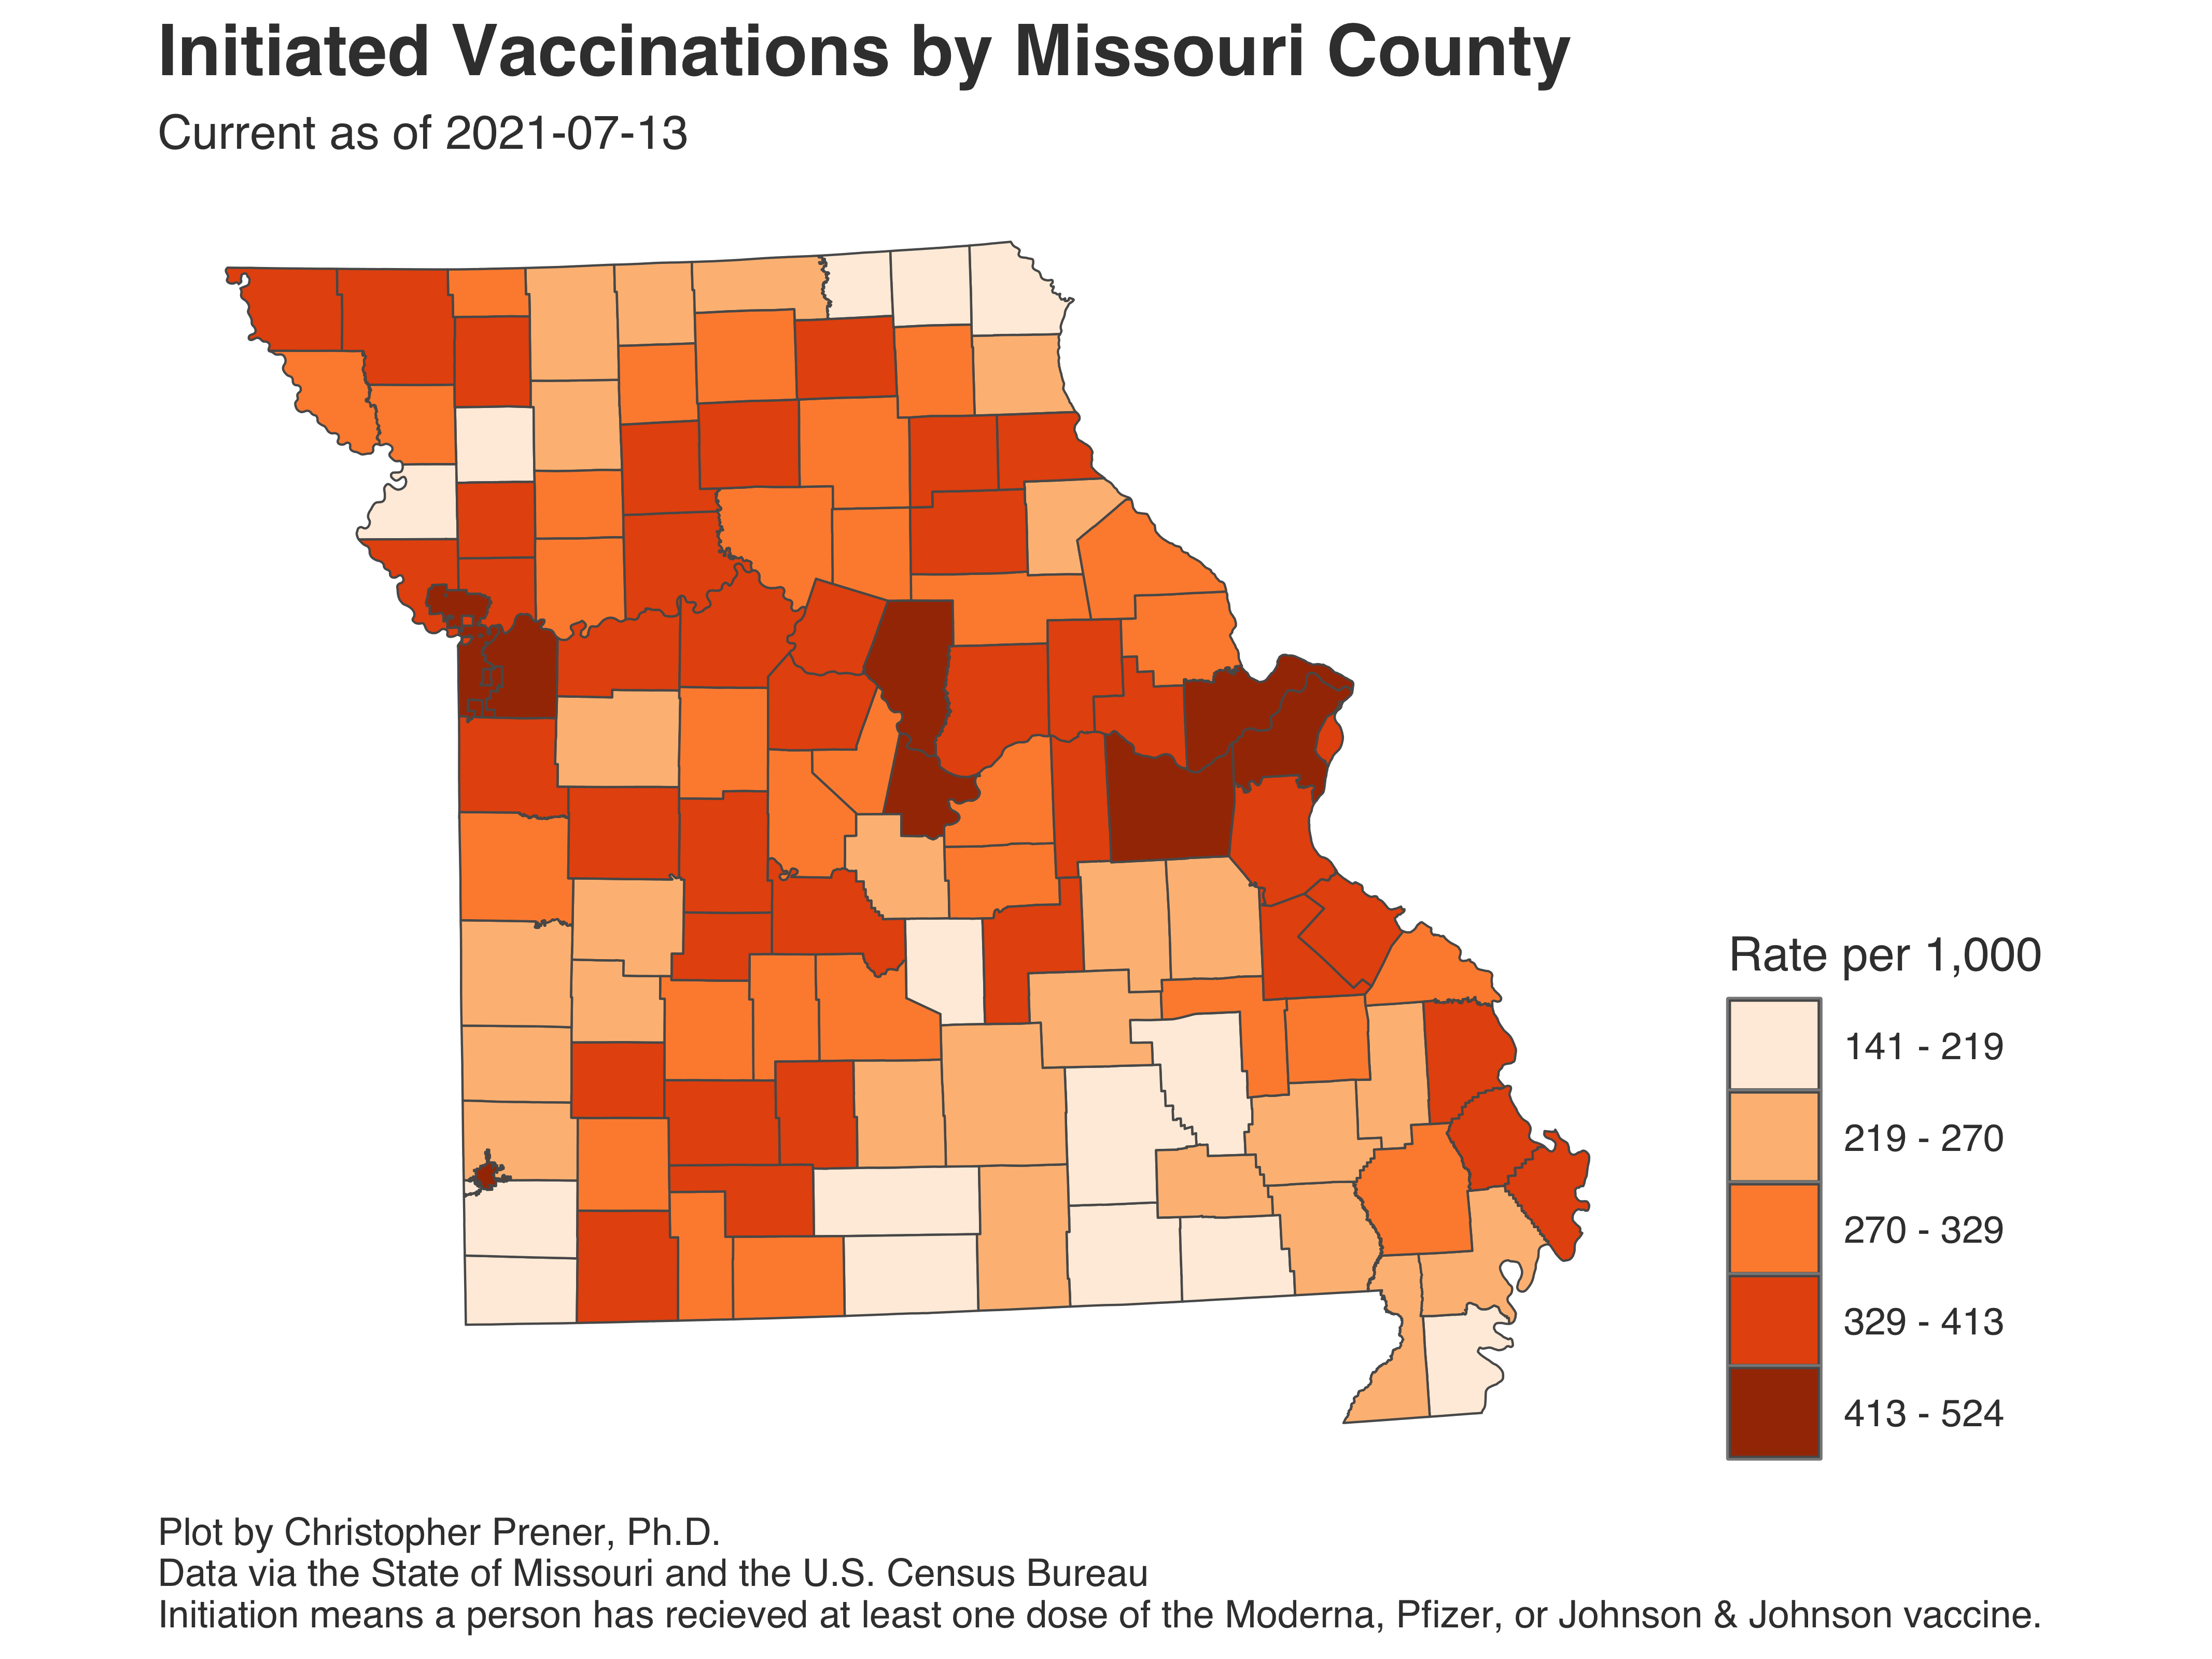 Initiated Vaccinations by Missouri County
Current as of 2021-07-13
Rate per 1,000
141 - 219
219 - 270
270 - 329
329 - 413
413 - 524
Plot by Christopher Prener, Ph.D.
Data via the State of Missouri and the U.S. Census Bureau
Initiation means a person has recieved at least one dose of the Moderna, Pfizer, or Johnson & Johnson vaccine.